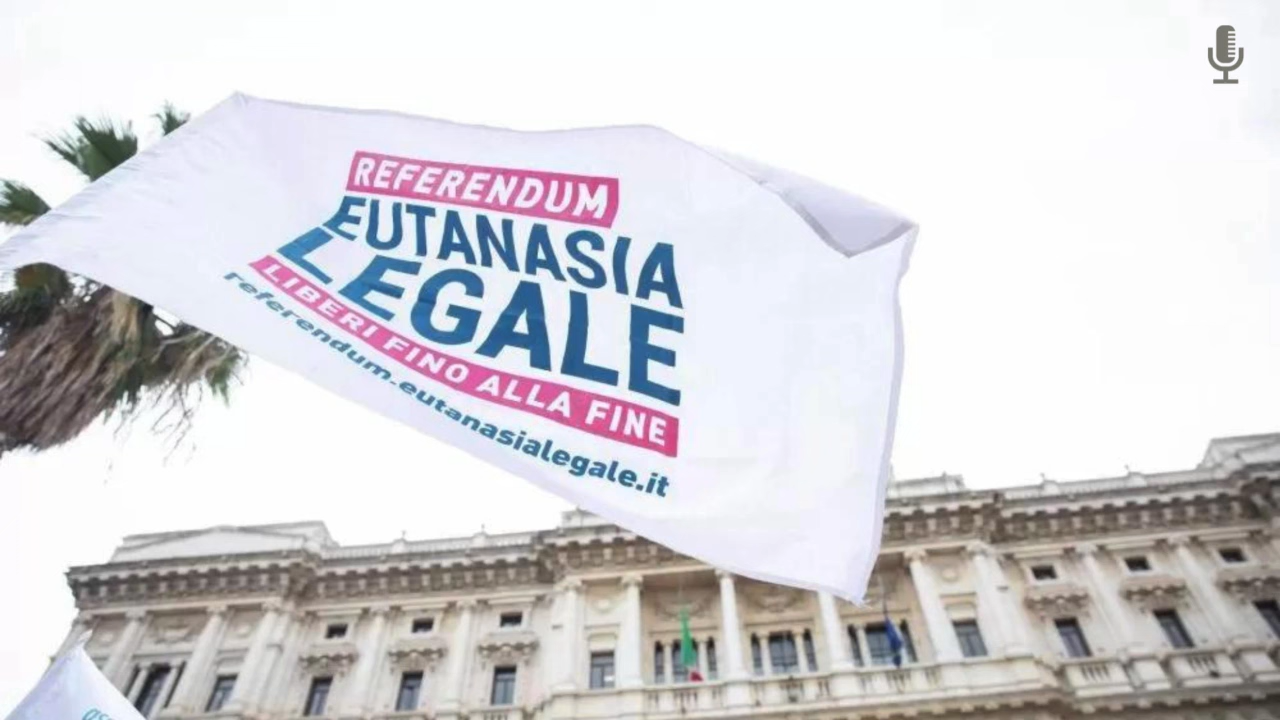 REFERENDUM
EUTANASIA
LEGALE
LIBERI FINO ALLA FINE
referendum.eutanasialegale.it